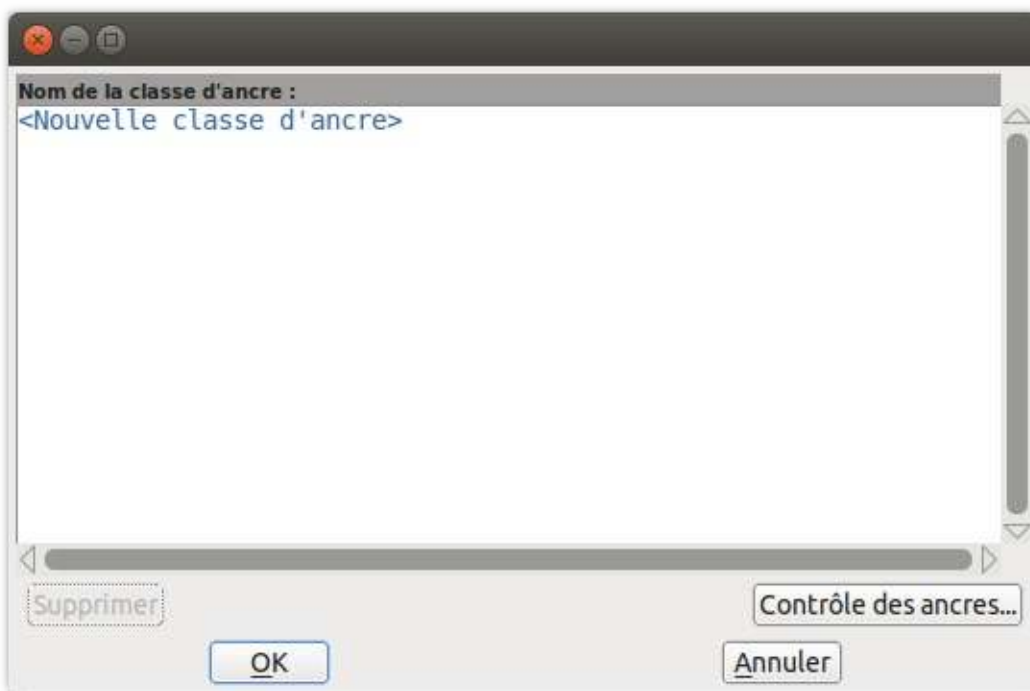 Nom de la classe d'ancre :
<Nouvelle classe d'ancre>
Supprimer
Contrôle des ancres...
OK
Annuler